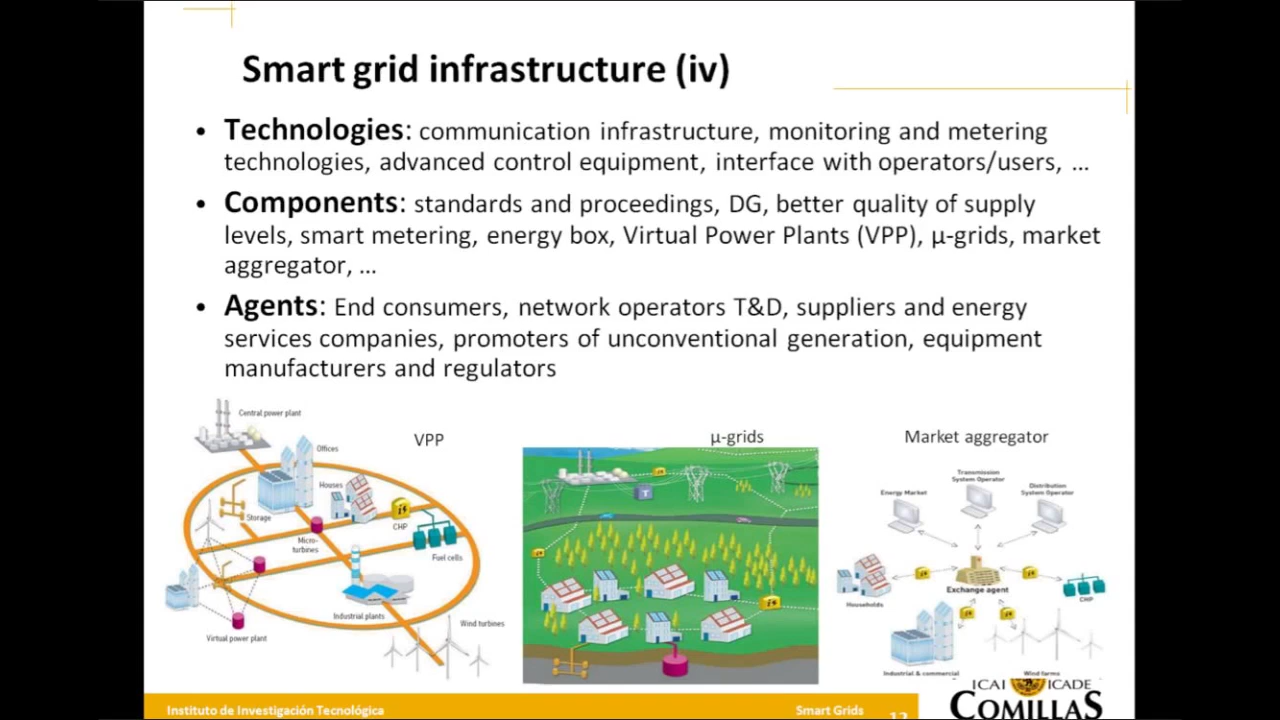 Smart grid infrastructure (iv)
• Technologies: communication infrastructure, monitoring and metering
technologies, advanced control equipment, interface with operators/users, ...
• Components: standards and proceedings, DG, better quality of supply
levels, smart metering, energy box, Virtual Power Plants (VPP), µ-grids, market
aggregator, ...
• Agents: End consumers, network operators T&D, suppliers and energy
services companies, promoters of unconventional generation, equipment
manufacturers and regulators
VPP
Central power plant
Offices
Houses
Storage
CHP
Micro-
turbines
Fuel cells
Industrial plants
Wind turbines
Virtual power plant
µ-grids
T
Market aggregator
Transmission
System Operator
Energy Market
Distribution
System Operator
Exchange agent
Households
CHP
Industrial & commercial
Wind farms
Instituto de Investigación Tecnológica
Smart Grids
12
ICAI ICADE
COMILLAS